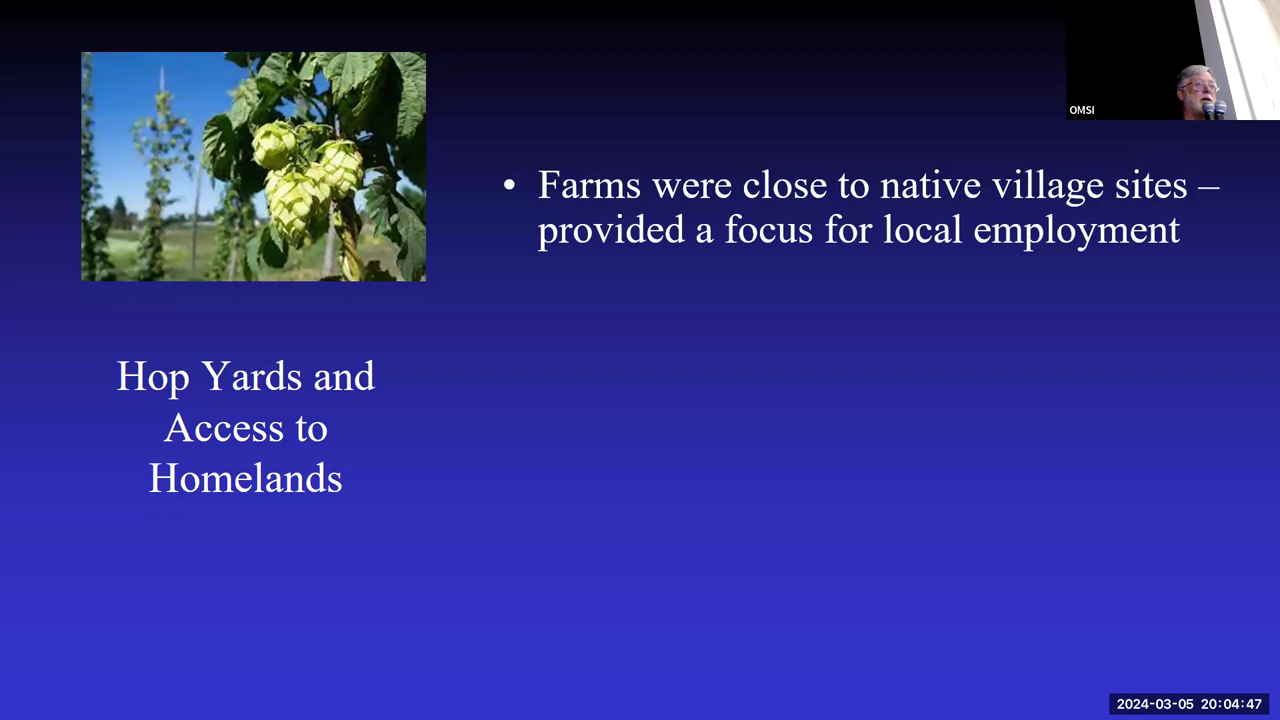 OMSI
• Farms were close to native village sites –
provided a focus for local employment
Hop Yards and
Access to
Homelands
2024-03-05 20:04:47